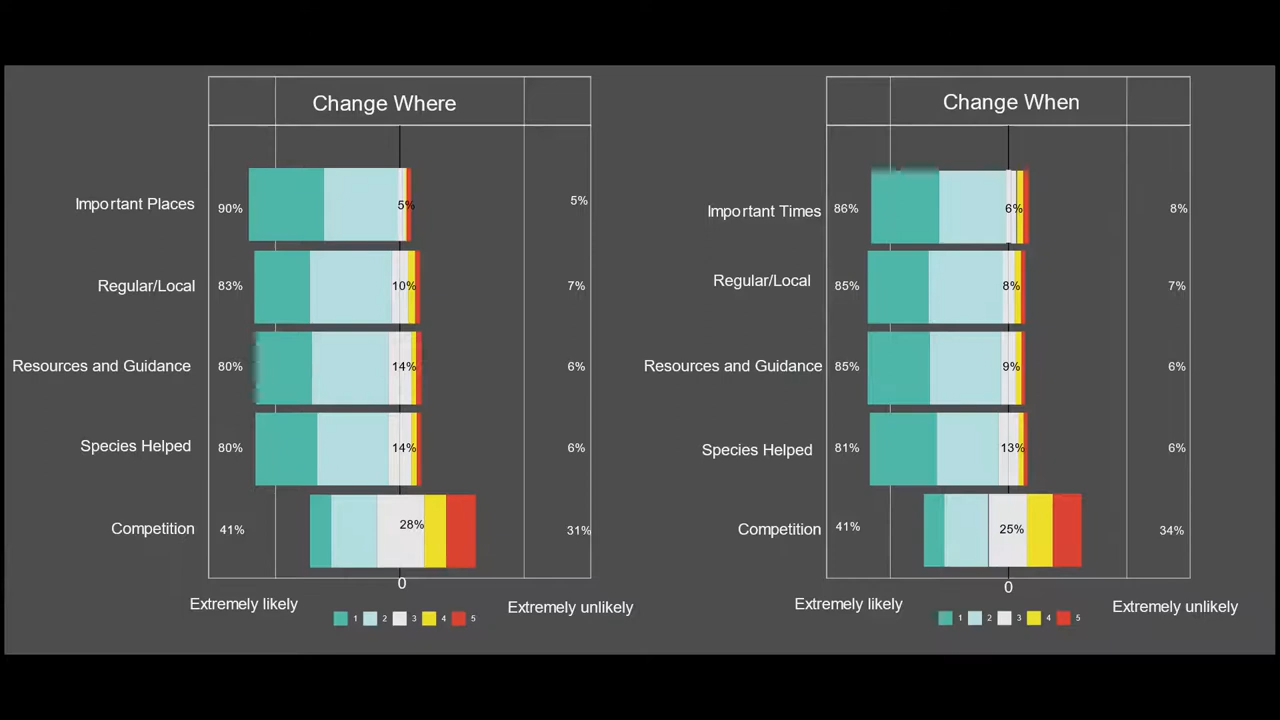 Change Where
Important Places 90% 5% 5%
Regular/Local 83% 10% 7%
Resources and Guidance 80% 14% 6%
Species Helped 80% 14% 6%
Competition 41% 28% 31%
0
Extremely likely Extremely unlikely
1 2 3 4 5
Change When
Important Times 86% 6% 8%
Regular/Local 85% 8% 7%
Resources and Guidance 85% 9% 6%
Species Helped 81% 13% 6%
Competition 41% 25% 34%
0
Extremely likely Extremely unlikely
1 2 3 4 5